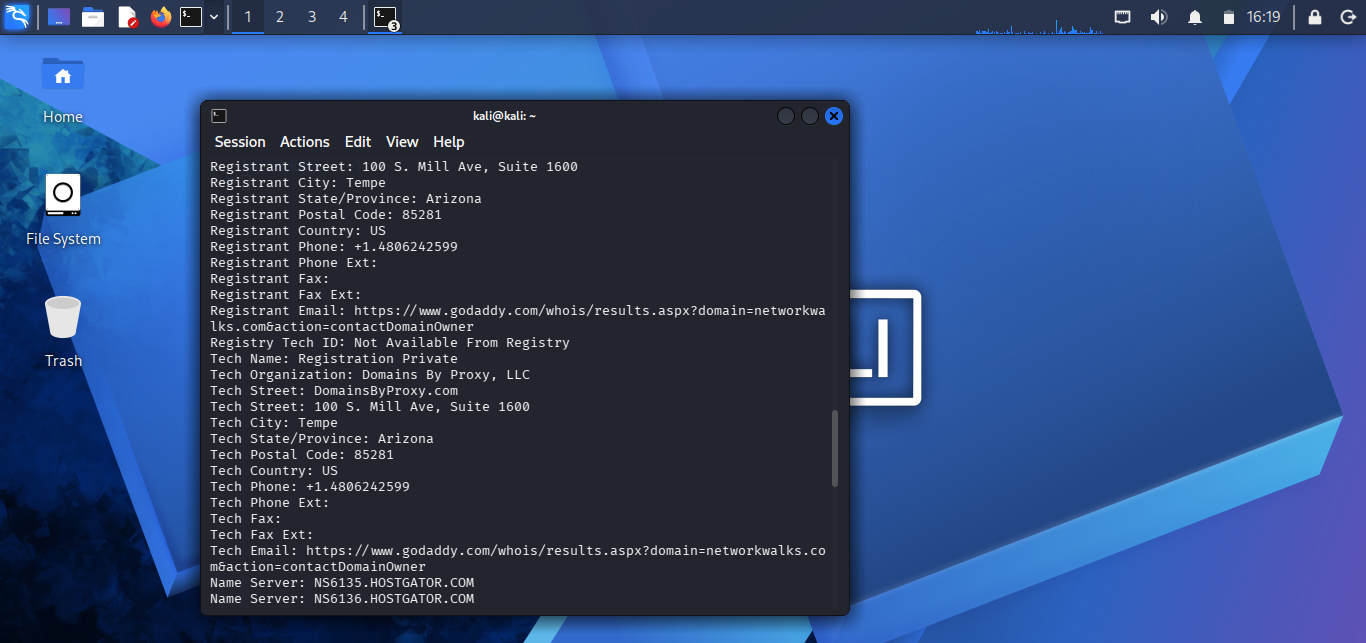 1 2 3 4
3
16:19
Home
File System
Trash
kali@kali: ~
Session Actions Edit View Help
Registrant Street: 100 S. Mill Ave, Suite 1600
Registrant City: Tempe
Registrant State/Province: Arizona
Registrant Postal Code: 85281
Registrant Country: US
Registrant Phone: +1.4806242599
Registrant Phone Ext:
Registrant Fax:
Registrant Fax Ext:
Registrant Email: https://www.godaddy.com/whois/results.aspx?domain=networkwa
lks.com&action=contactDomainOwner
Registry Tech ID: Not Available From Registry
Tech Name: Registration Private
Tech Organization: Domains By Proxy, LLC
Tech Street: DomainsByProxy.com
Tech Street: 100 S. Mill Ave, Suite 1600
Tech City: Tempe
Tech State/Province: Arizona
Tech Postal Code: 85281
Tech Country: US
Tech Phone: +1.4806242599
Tech Phone Ext:
Tech Fax:
Tech Fax Ext:
Tech Email: https://www.godaddy.com/whois/results.aspx?domain=networkwalks.co
m&action=contactDomainOwner
Name Server: NS6135.HOSTGATOR.COM
Name Server: NS6136.HOSTGATOR.COM
LI